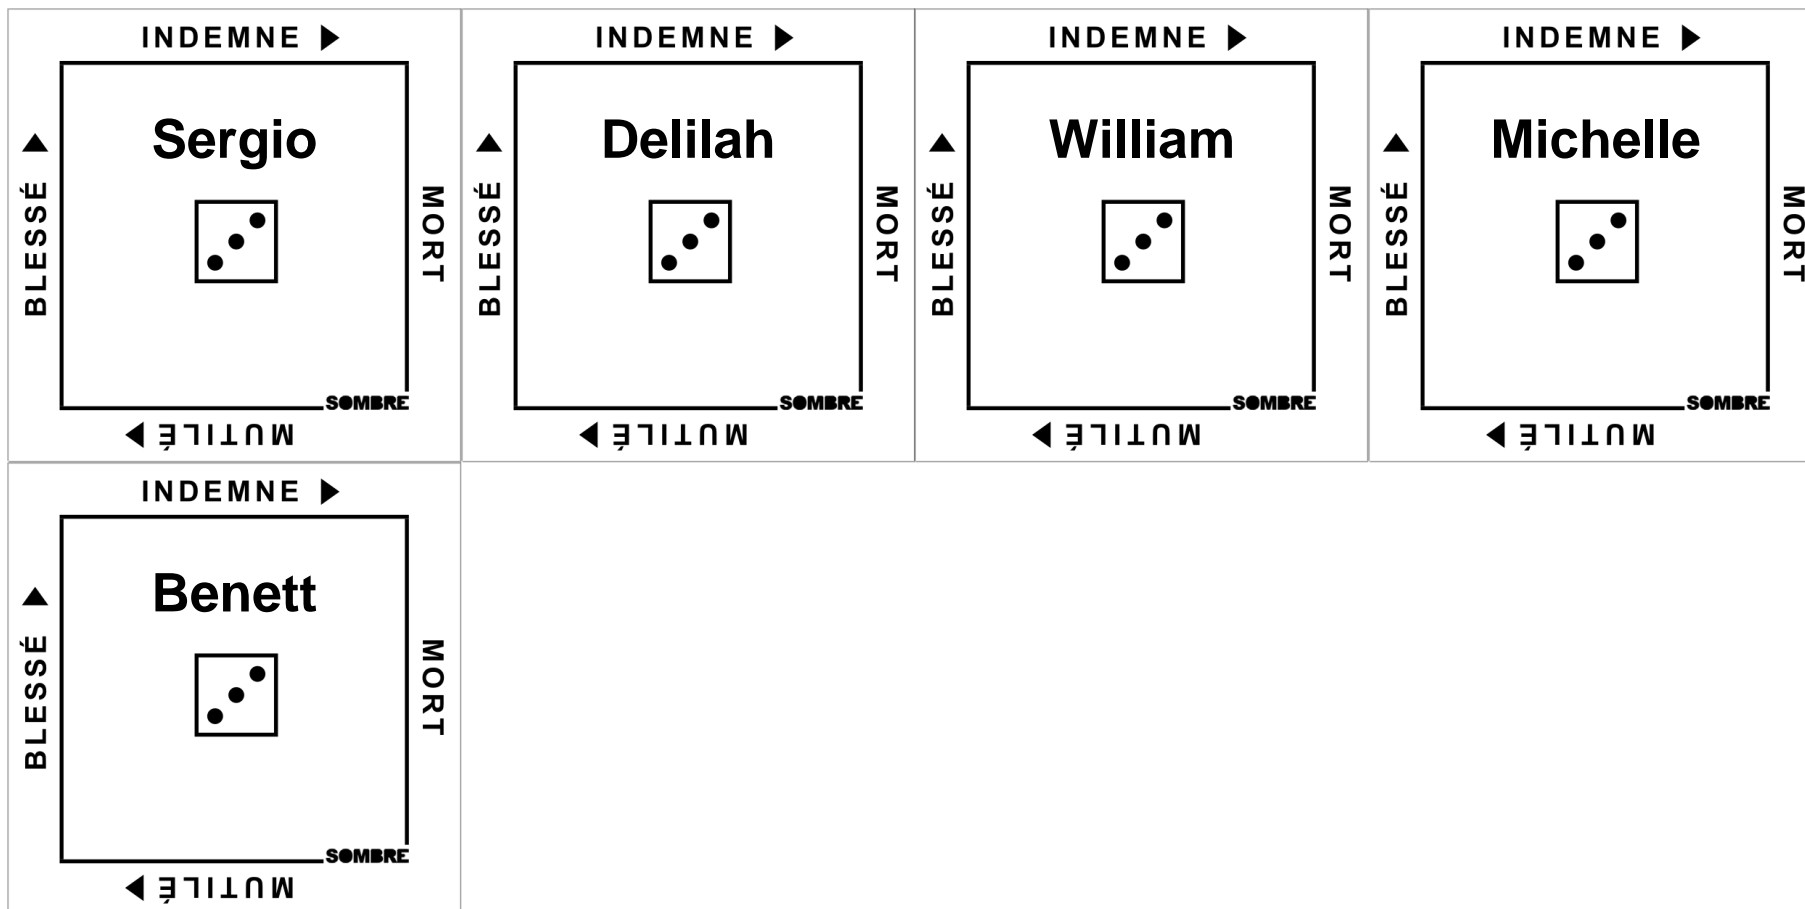 INDEMNE ▶ INDEMNE ▶ INDEMNE ▶ INDEMNE ▶
Sergio Delilah William Michelle
BLESSÉ ▶ BLESSÉ ▶ BLESSÉ ▶ BLESSÉ ▶
MORT MORT MORT MORT
SOMBRE SOMBRE SOMBRE SOMBRE
MUTILÉ ▶ MUTILÉ ▶ MUTILÉ ▶ MUTILÉ ▶
INDEMNE ▶
Benett
BLESSÉ ▶
MORT
SOMBRE
MUTILÉ ▶